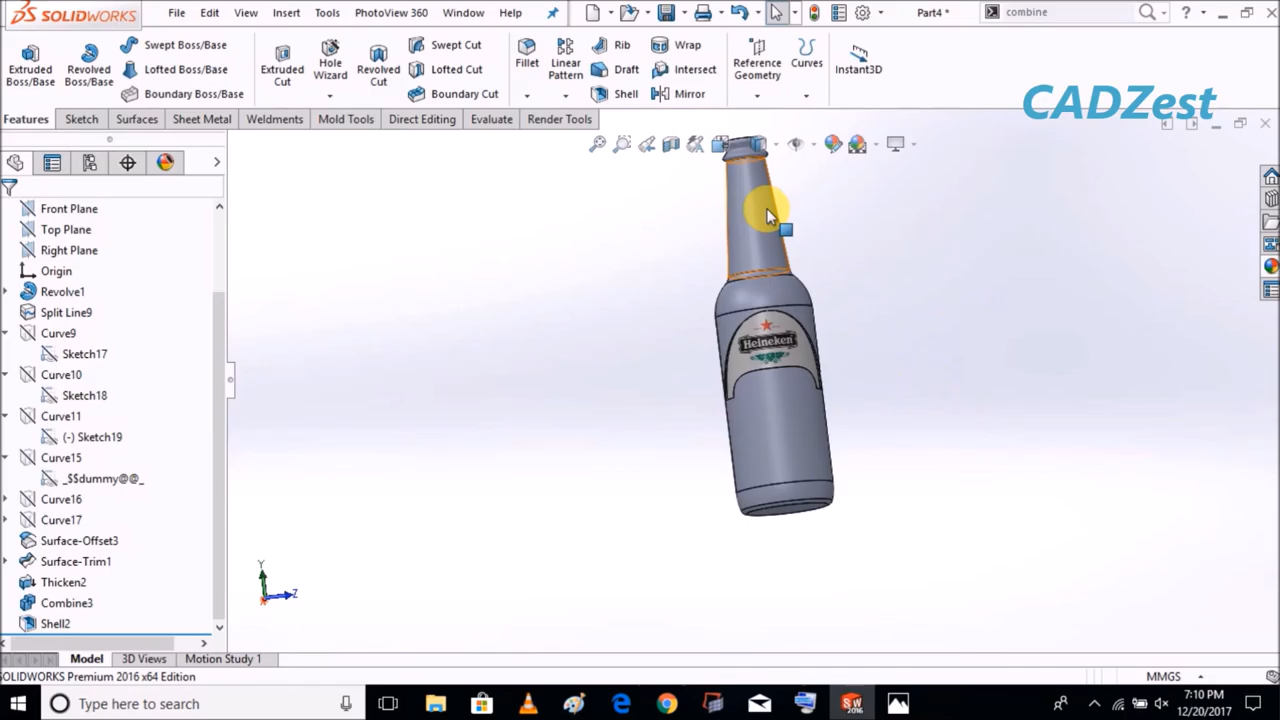 SOLIDWORKS File Edit View Insert Tools PhotoView 360 Window Help Part4 * combine ?
Extruded Boss/Base
Revolved Boss/Base
Swept Boss/Base
Lofted Boss/Base
Boundary Boss/Base
Extruded Cut
Hole Wizard
Revolved Cut
Swept Cut
Lofted Cut
Boundary Cut
Fillet
Linear Pattern
Rib
Draft
Shell
Wrap
Intersect
Mirror
Reference Geometry
Curves
Instant3D
CADZest
Features Sketch Surfaces Sheet Metal Weldments Mold Tools Direct Editing Evaluate Render Tools
Front Plane
Top Plane
Right Plane
Origin
Revolve1
Split Line9
Curve9
Sketch17
Curve10
Sketch18
Curve11
(-) Sketch19
Curve15
_$$dummy@@_
Curve16
Curve17
Surface-Offset3
Surface-Trim1
Thicken2
Combine3
Shell2
Heineken
Y
Z
Model 3D Views Motion Study 1
SOLIDWORKS Premium 2016 x64 Edition MMGS
Type here to search
SW
2016
7:10 PM
12/20/2017